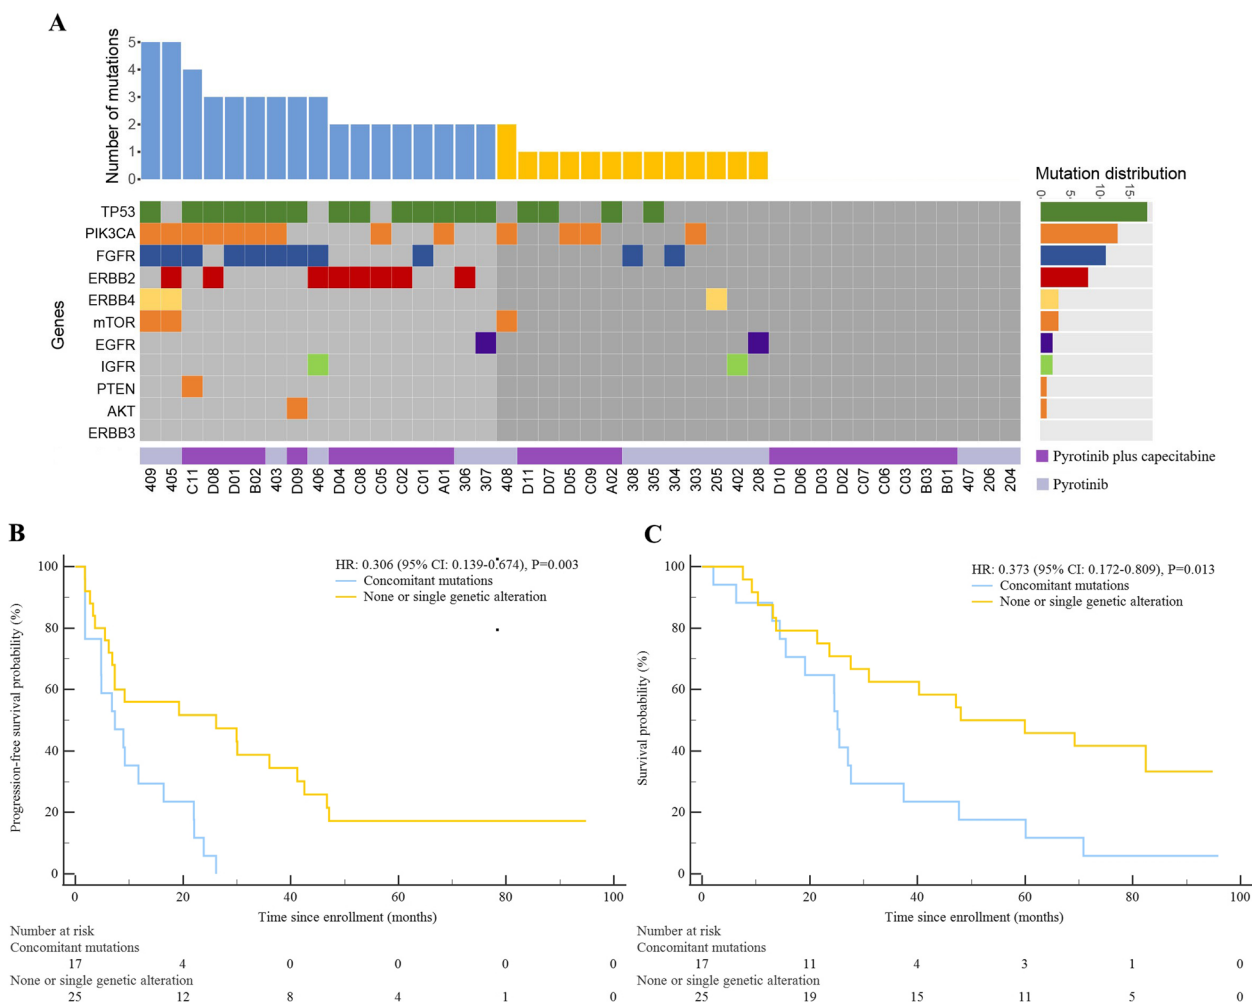 A
Number of mutations
5
4
3
2
1
0
Mutation distribution
0 5 10 15
TP53
PIK3CA
FGFR
ERBB2
ERBB4
mTOR
EGFR
IGFR
PTEN
AKT
ERBB3
Genes
409 405 C11 D08 D01 B02 403 D09 406 D04 C08 C05 C02 C01 A01 306 307 408 D11 D07 D05 C09 A02 308 305 304 303 205 402 208 D10 D06 D03 D02 C07 C06 C03 B03 B01 407 206 204
Pyrotinib plus capecitabine
Pyrotinib
B
HR: 0.306 (95% CI: 0.139-0.674), P=0.003
Concomitant mutations
None or single genetic alteration
Progression-free survival probability (%)
100
80
60
40
20
0
0 20 40 60 80 100
Time since enrollment (months)
Number at risk
Concomitant mutations
17 4 0 0 0 0
None or single genetic alteration
25 12 8 4 1 0
C
HR: 0.373 (95% CI: 0.172-0.809), P=0.013
Concomitant mutations
None or single genetic alteration
Survival probability (%)
100
80
60
40
20
0
0 20 40 60 80 100
Time since enrollment (months)
Number at risk
Concomitant mutations
17 11 4 3 1 0
None or single genetic alteration
25 19 15 11 5 0